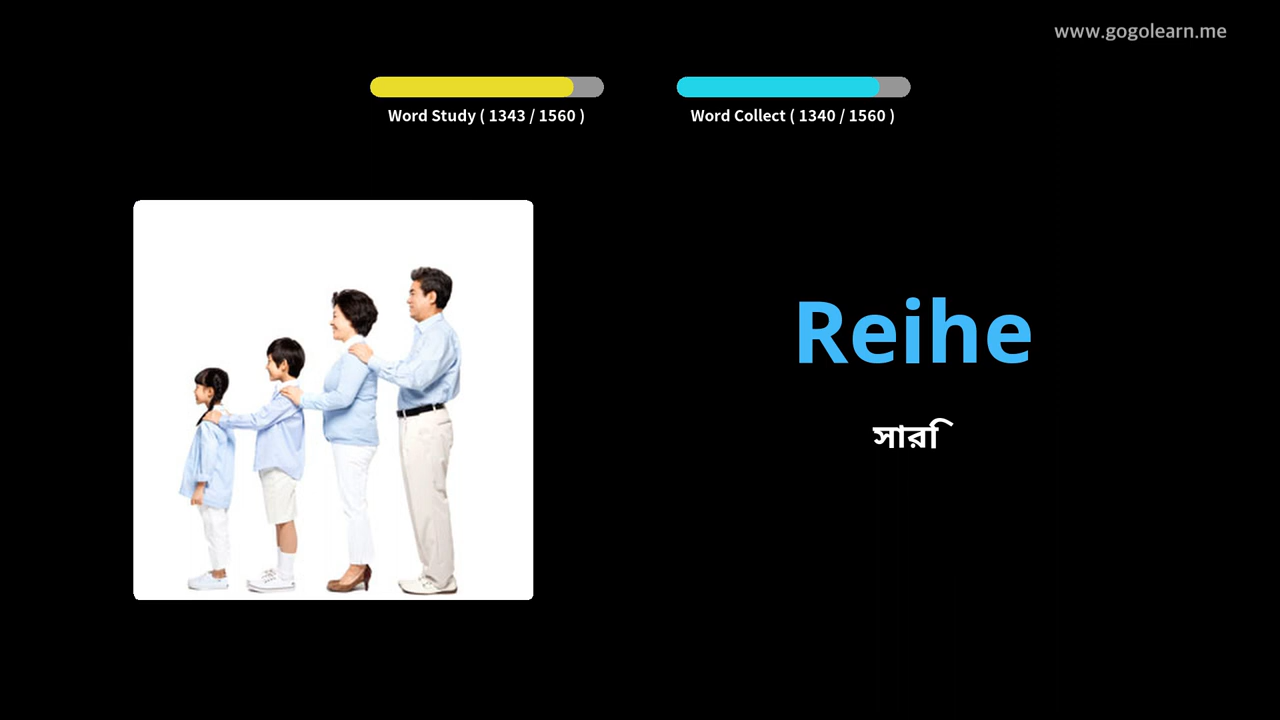 www.gogolearn.me
Word Study ( 1343 / 1560 )
Word Collect ( 1340 / 1560 )
Reihe
সারি